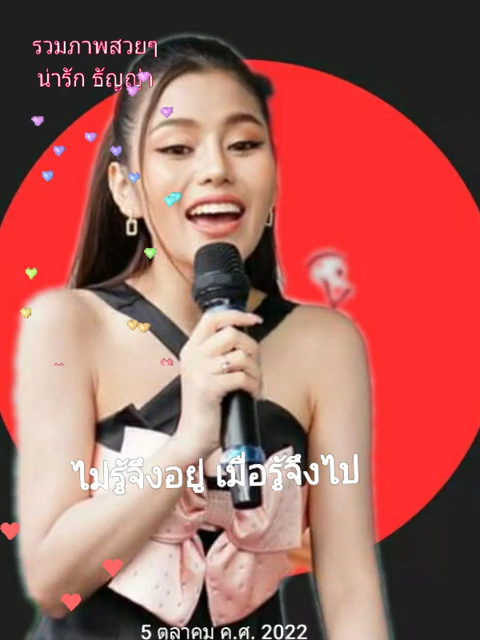 รวมภาพสวยๆ
น่ารัก ธัญญ่า
ไม่รู้จึงอยู่ เมื่อรู้จึงไป
5 ตุลาคม ค.ศ. 2022